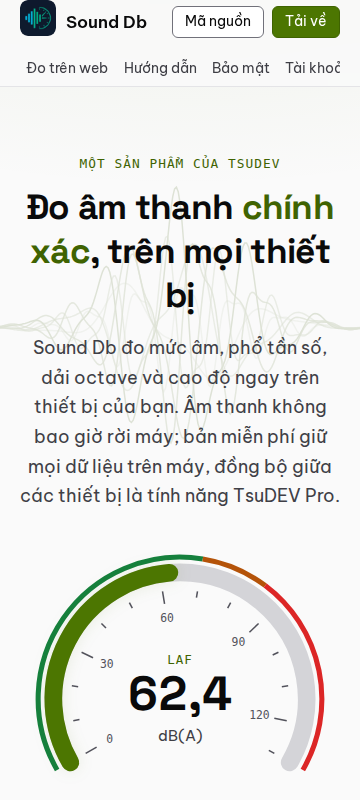 Sound Db
Mã nguồn
Tải về
Đo trên web
Hướng dẫn
Bảo mật
MỘT SẢN PHẨM CỦA TSUDEV
Đo âm thanh chính
xác, trên mọi thiết
bị
Sound Db đo mức âm, phổ tần số,
dải octave và cao độ ngay trên
thiết bị của bạn. Âm thanh không
bao giờ rời máy; bản miễn phí giữ
mọi dữ liệu trên máy, đồng bộ giữa
các thiết bị là tính năng TsuDEV Pro.
60
90
30
LAF
62,4
120
dB(A)
0